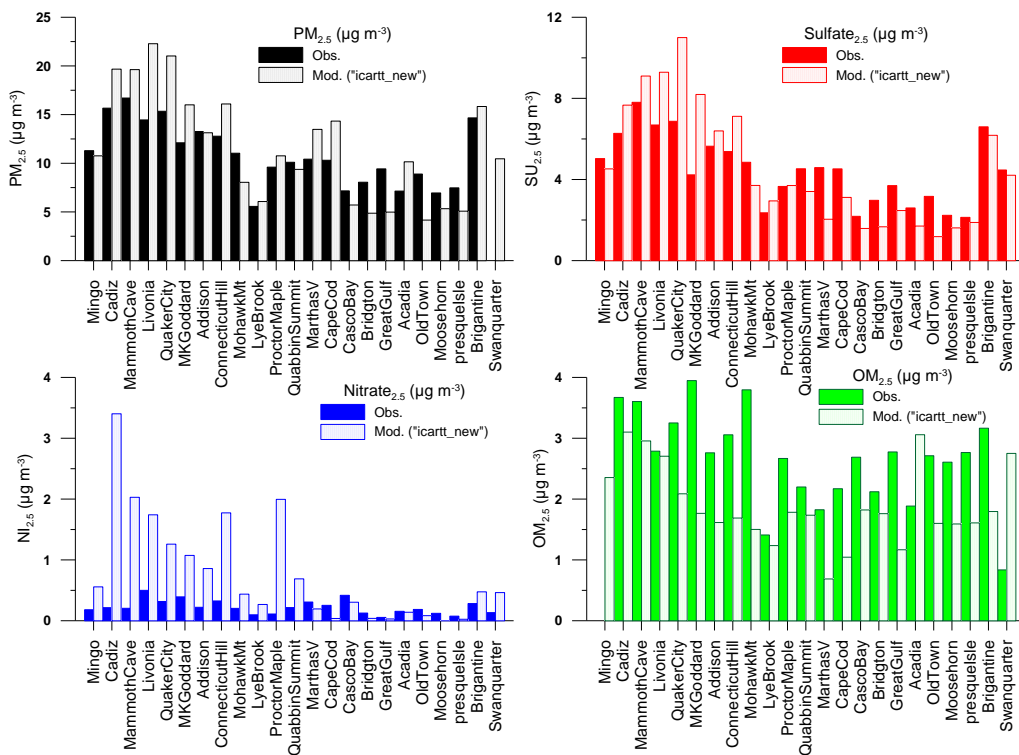 PM2.5 (µg m-3)
Obs.
Mod. ("icartt_new")
25
20
15
10
5
0
PM2.5 (µg m-3)
Mingo
Cadiz
MammothCave
Livonia
QuakerCity
MKGoddard
Addison
ConnecticutHill
MohawkMt
LyeBrook
ProctorMaple
QuabbinSummit
MarthasV
CapeCod
CascoBay
Bridgton
GreatGulf
Acadia
OldTown
Moosehorn
presqueIsle
Brigantine
Swanquarter
Sulfate2.5 (µg m-3)
Obs.
Mod. ("icartt_new")
12
8
4
0
SU2.5 (µg m-3)
Mingo
Cadiz
MammothCave
Livonia
QuakerCity
MKGoddard
Addison
ConnecticutHill
MohawkMt
LyeBrook
ProctorMaple
QuabbinSummit
MarthasV
CapeCod
CascoBay
Bridgton
GreatGulf
Acadia
OldTown
Moosehorn
presqueIsle
Brigantine
Swanquarter
Nitrate2.5 (µg m-3)
Obs.
Mod. ("icartt_new")
4
3
2
1
0
NI2.5 (µg m-3)
Mingo
Cadiz
MammothCave
Livonia
QuakerCity
MKGoddard
Addison
ConnecticutHill
MohawkMt
LyeBrook
ProctorMaple
QuabbinSummit
MarthasV
CapeCod
CascoBay
Bridgton
GreatGulf
Acadia
OldTown
Moosehorn
presqueIsle
Brigantine
Swanquarter
OM2.5 (µg m-3)
Obs.
Mod. ("icartt_new")
4
3
2
1
0
OM2.5 (µg m-3)
Mingo
Cadiz
MammothCave
Livonia
QuakerCity
MKGoddard
Addison
ConnecticutHill
MohawkMt
LyeBrook
ProctorMaple
QuabbinSummit
MarthasV
CapeCod
CascoBay
Bridgton
GreatGulf
Acadia
OldTown
Moosehorn
presqueIsle
Brigantine
Swanquarter